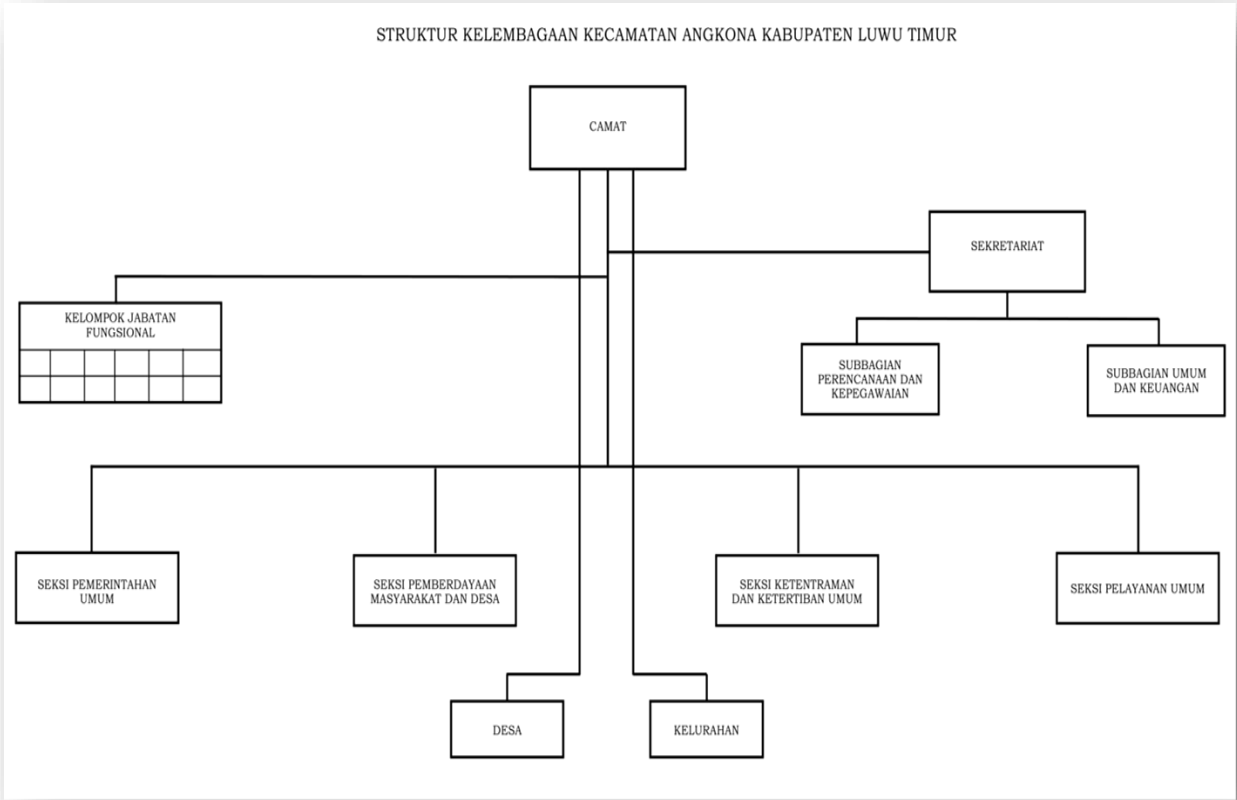 STRUKTUR KELEMBAGAAN KECAMATAN ANGKONA KABUPATEN LUWU TIMUR
CAMAT
SEKRETARIAT
KELOMPOK JABATAN
FUNGSIONAL
SUBBAGIAN
PERENCANAAN DAN
KEPEGAWAIAN
SUBBAGIAN UMUM
DAN KEUANGAN
SEKSI PEMERINTAHAN
UMUM
SEKSI PEMBERDAYAAN
MASYARAKAT DAN DESA
SEKSI KETENTRAMAN
DAN KETERTIBAN UMUM
SEKSI PELAYANAN UMUM
DESA
KELURAHAN